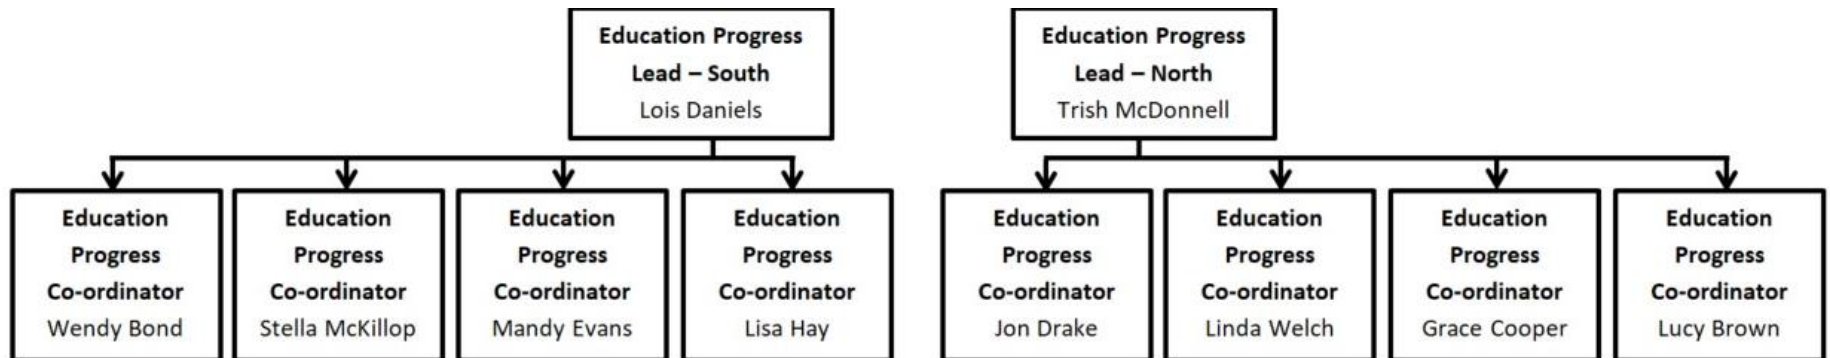 Education Progress
Lead – South
Lois Daniels
Education Progress
Lead – North
Trish McDonnell
Education
Progress
Co-ordinator
Wendy Bond
Education
Progress
Co-ordinator
Stella McKillop
Education
Progress
Co-ordinator
Mandy Evans
Education
Progress
Co-ordinator
Lisa Hay
Education
Progress
Co-ordinator
Jon Drake
Education
Progress
Co-ordinator
Linda Welch
Education
Progress
Co-ordinator
Grace Cooper
Education
Progress
Co-ordinator
Lucy Brown